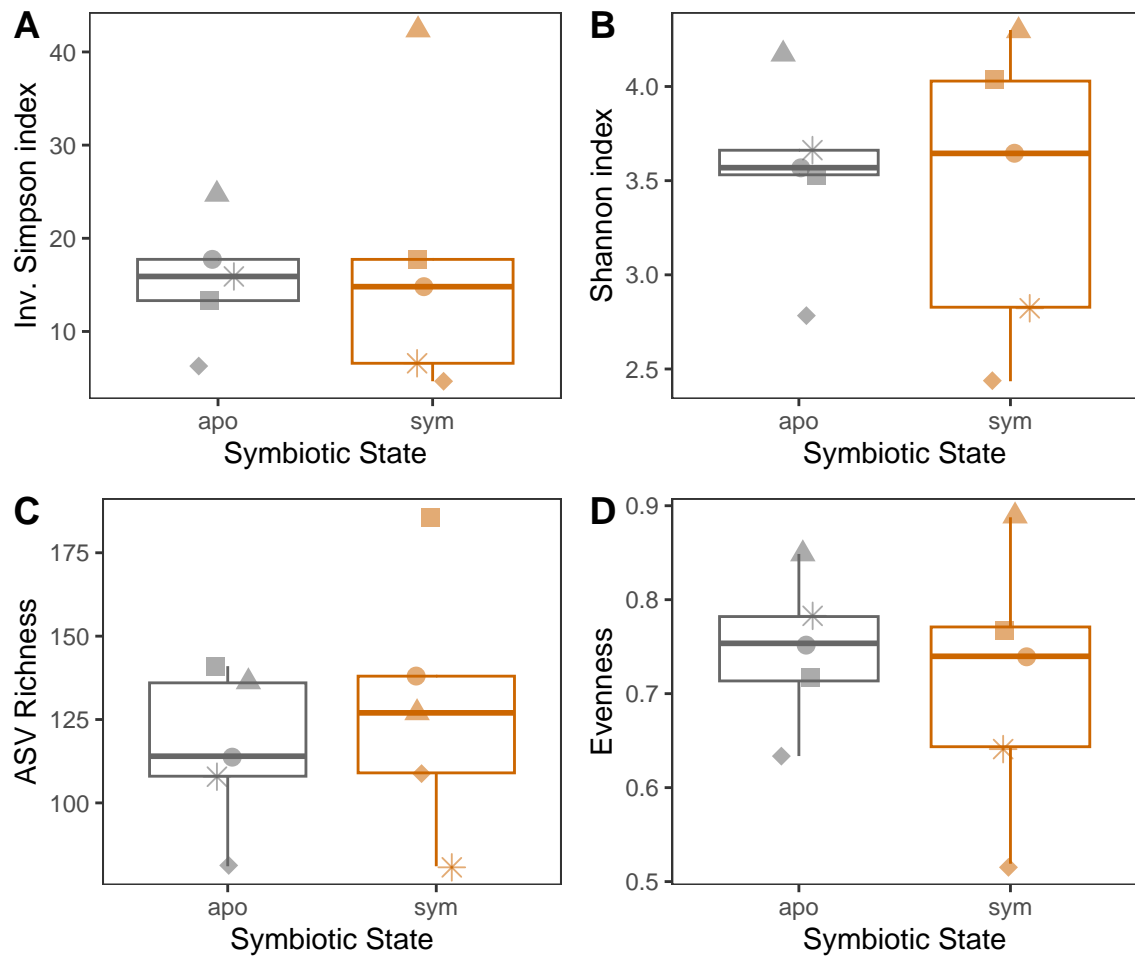 A
Inv. Simpson index
40
30
20
10
apo
sym
Symbiotic State
B
Shannon index
4.0
3.5
3.0
2.5
apo
sym
Symbiotic State
C
ASV Richness
175
150
125
100
apo
sym
Symbiotic State
D
Evenness
0.9
0.8
0.7
0.6
0.5
apo
sym
Symbiotic State